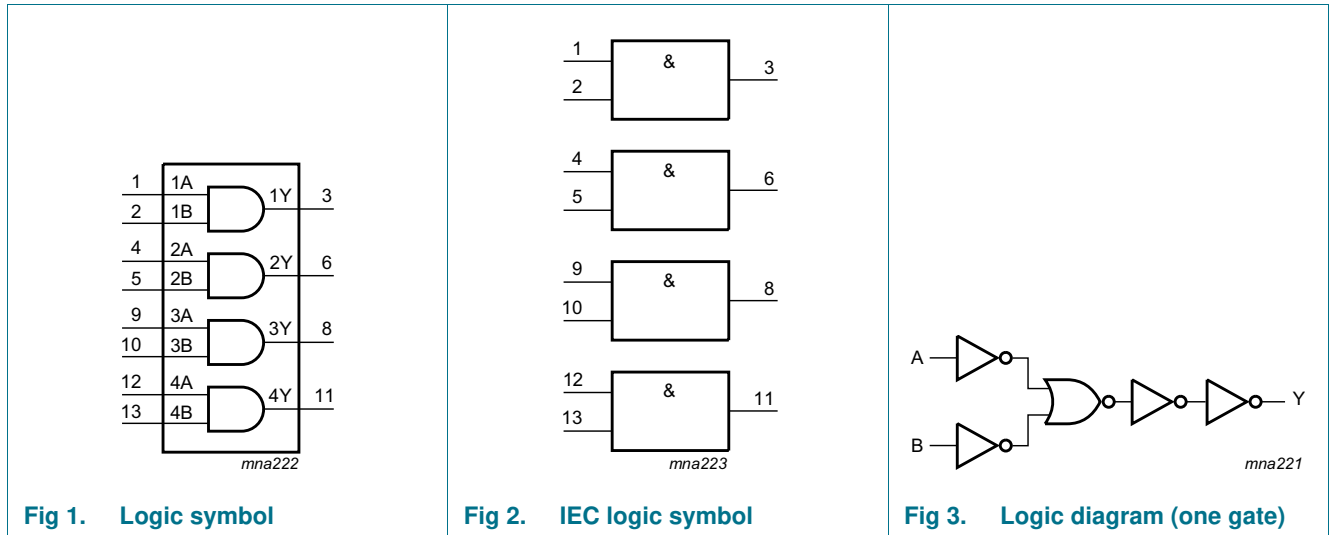 1 1A
1Y 3
2 1B
4 2A
2Y 6
5 2B
9 3A
3Y 8
10 3B
12 4A
4Y 11
13 4B
mna222
Fig 1. Logic symbol
1
&
3
2
4
&
6
5
9
&
8
10
12
&
11
13
mna223
Fig 2. IEC logic symbol
A
Y
B
mna221
Fig 3. Logic diagram (one gate)